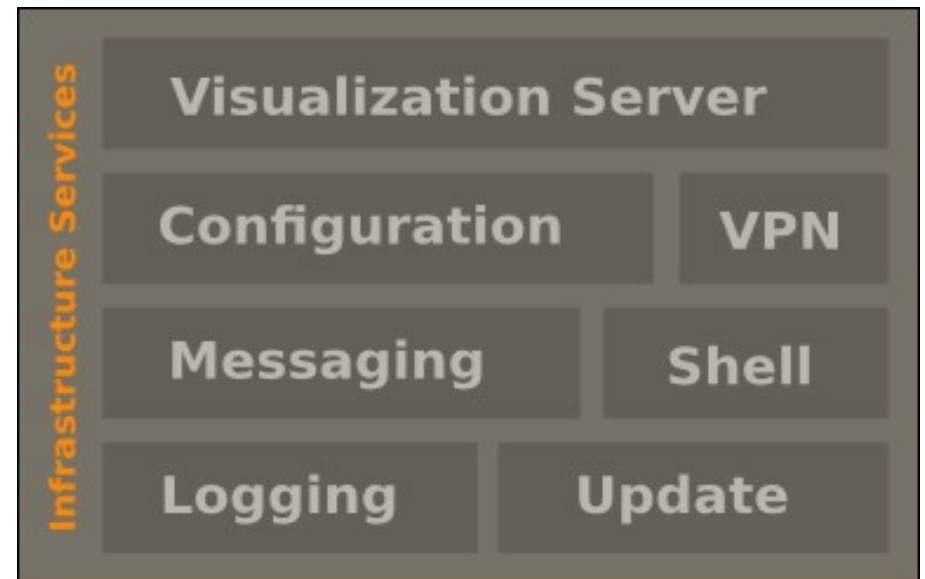 Infrastructure Services
Visualization Server
Configuration
VPN
Messaging
Shell
Logging
Update